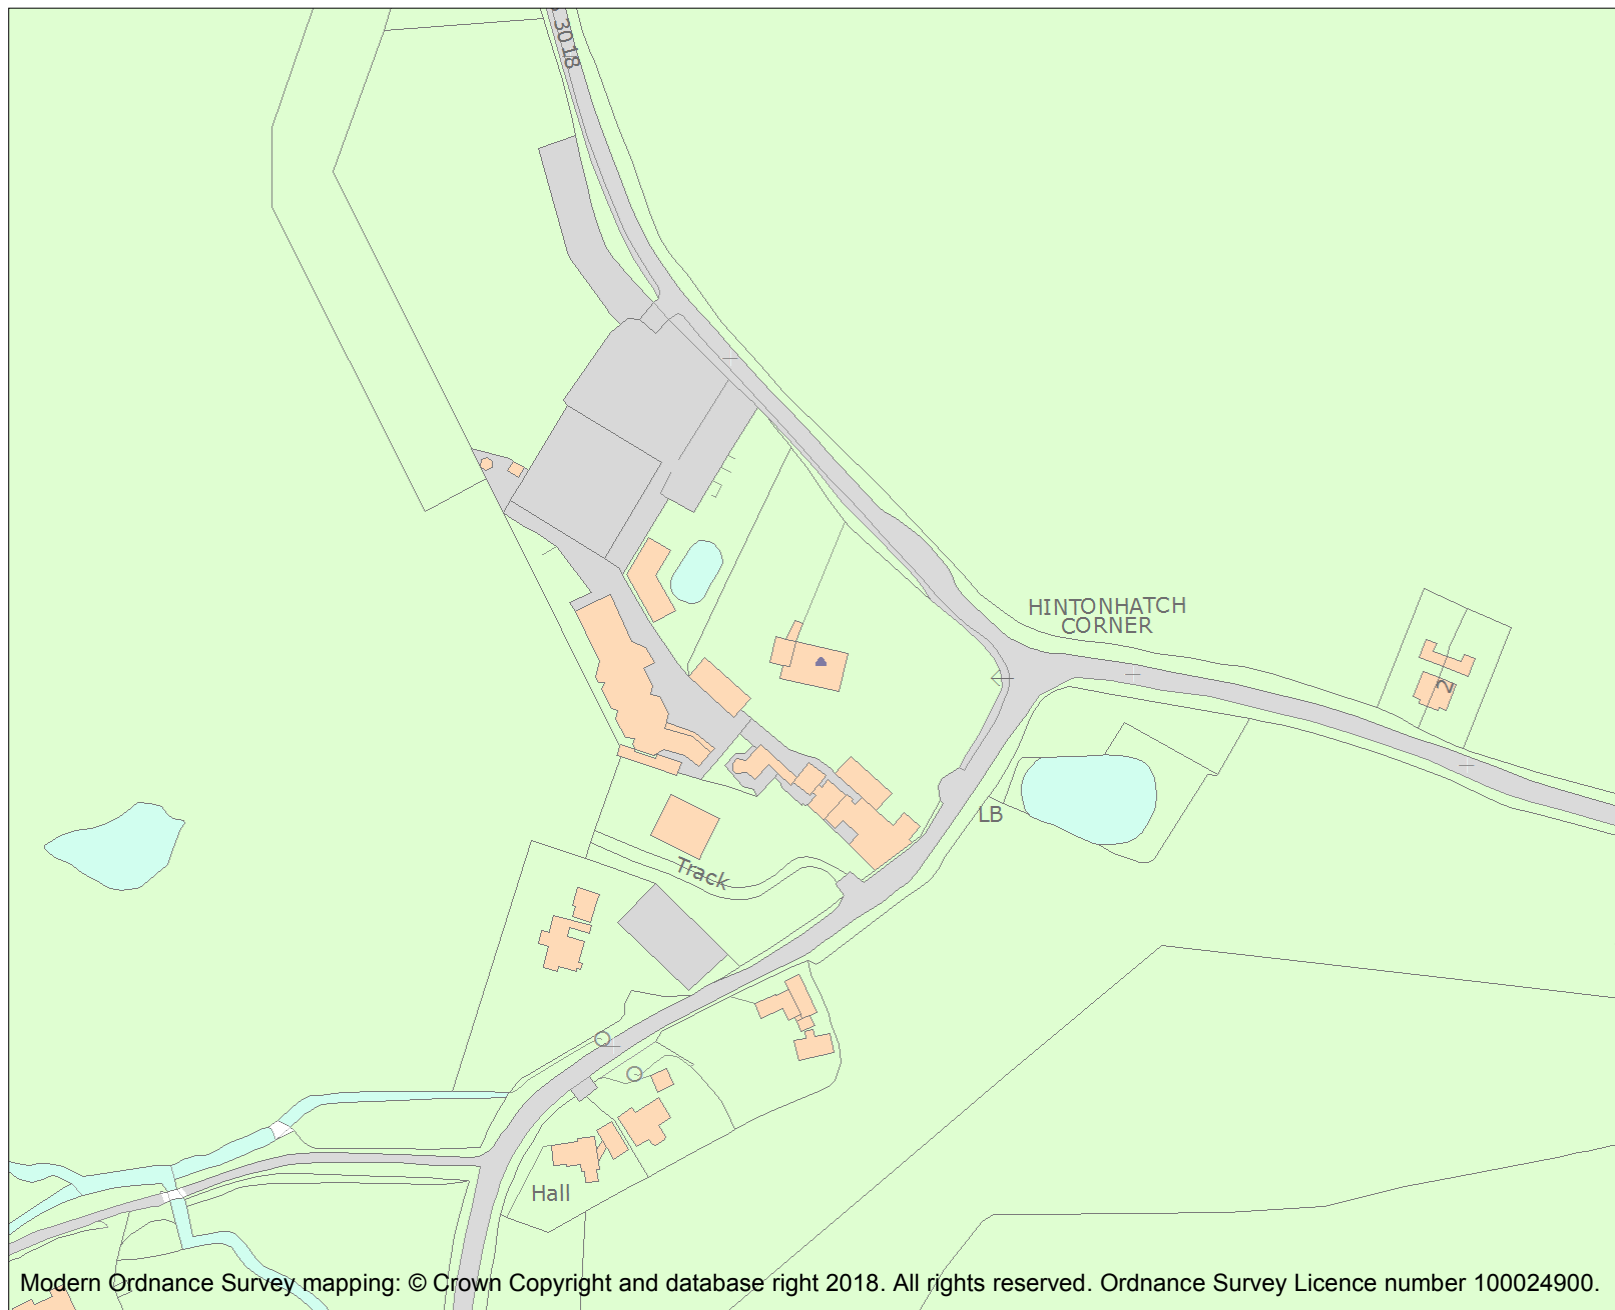 3018
HINTONHATCH
CORNER
2
LB
Track
Hall
Modern Ordnance Survey mapping: © Crown Copyright and database right 2018. All rights reserved. Ordnance Survey Licence number 100024900.